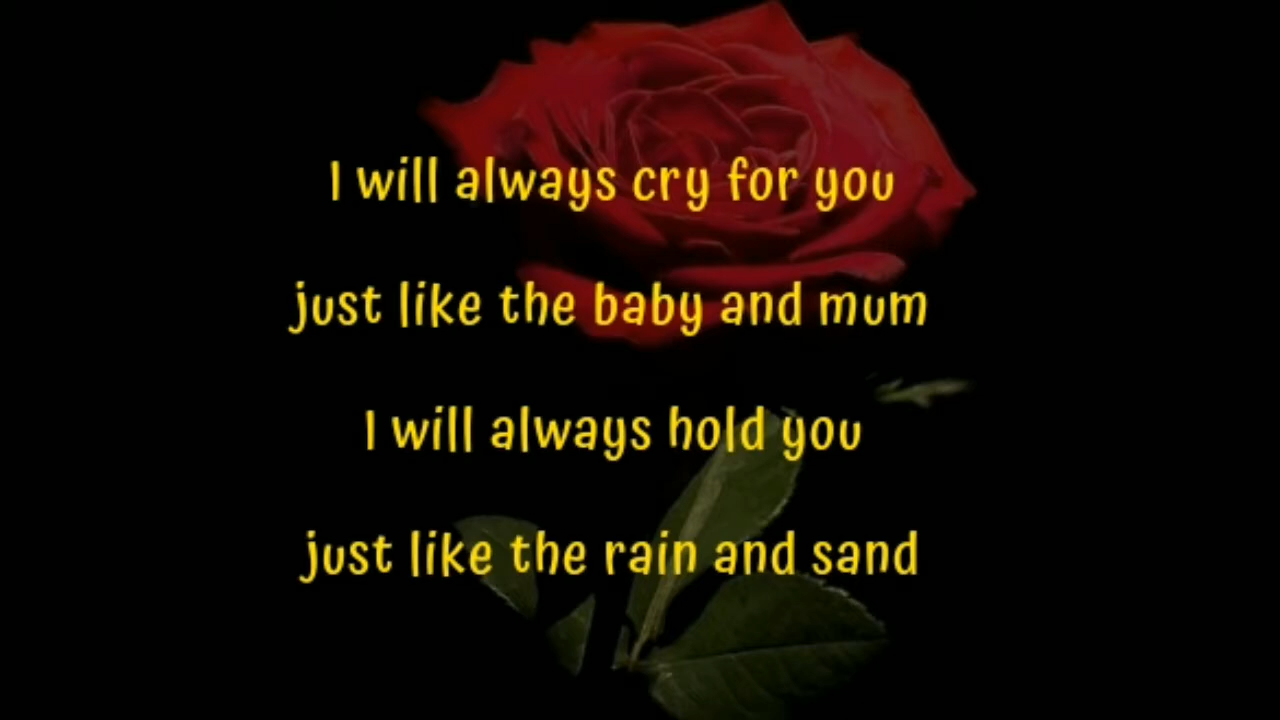 I will always cry for you
just like the baby and mum
I will always hold you
just like the rain and sand